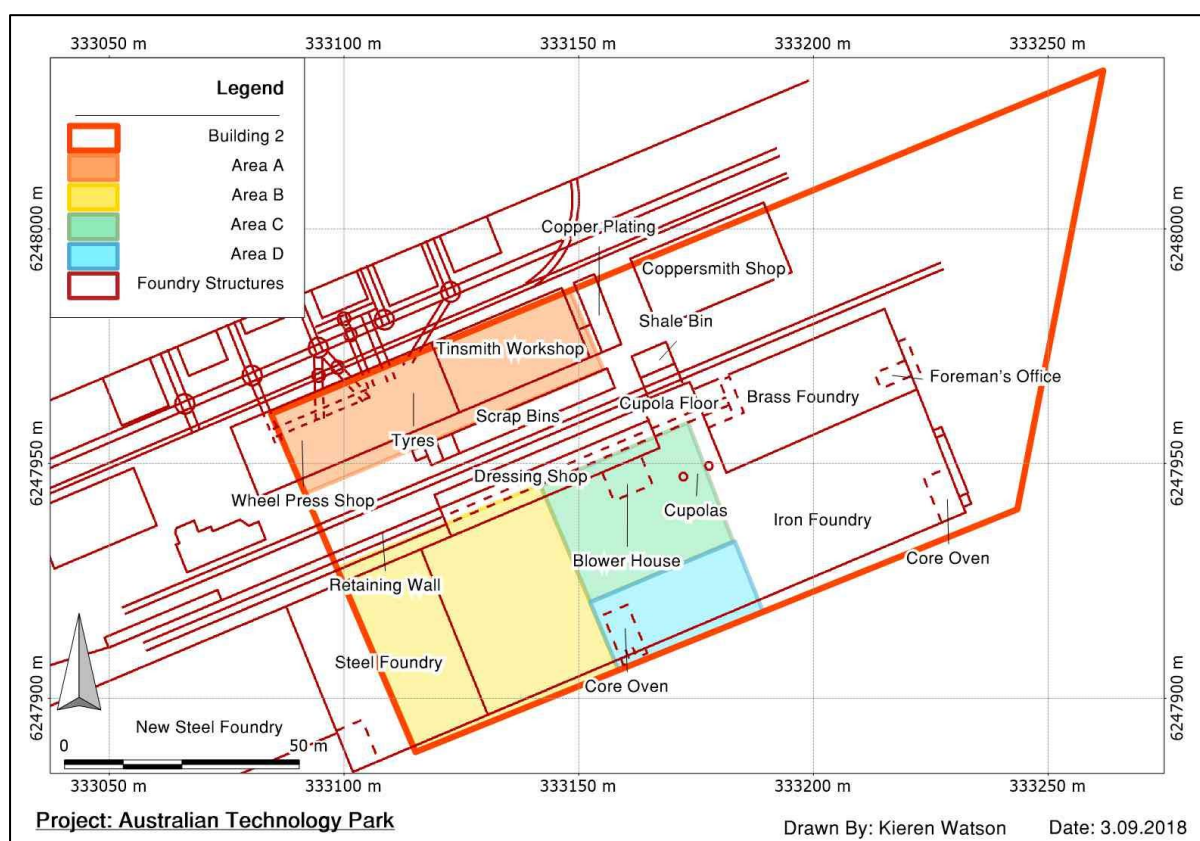 333050 m
333100 m
333150 m
333200 m
333250 m
Legend
Building 2
Area A
Area B
Area C
Area D
Foundry Structures
6248000 m
6248000 m
Copper Plating
Coppersmith Shop
Shale Bin
Tinsmith Workshop
Foreman's Office
Cupola Floor
Brass Foundry
Scrap Bins
Tyres
6247950 m
6247950 m
Dressing Shop
Wheel Press Shop
Cupolas
Iron Foundry
Blower House
Core Oven
Retaining Wall
Steel Foundry
Core Oven
6247900 m
6247900 m
New Steel Foundry
0
50 m
333050 m
333100 m
333150 m
333200 m
333250 m
Project: Australian Technology Park
Drawn By: Kieren Watson
Date: 3.09.2018